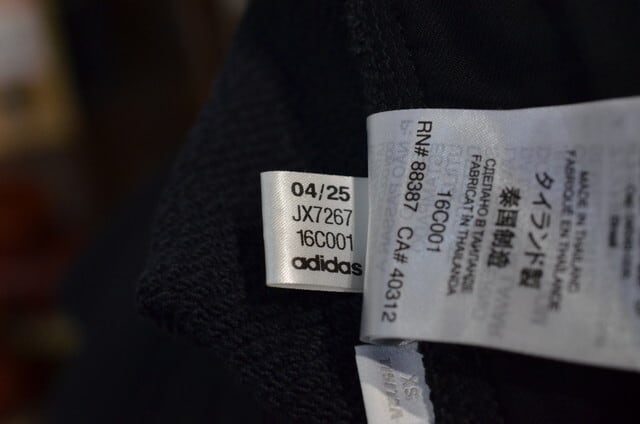 04/25
JX7267
16C001
adidas
MADE IN THAILAND
FABRIQUÉ EN THAÏLANDE
タイランド製
泰国制造
СДЕЛАНО В ТАИЛАНДЕ
FABRICAT IN THAILANDA
16C001
RN# 88387 CA# 40312
XS